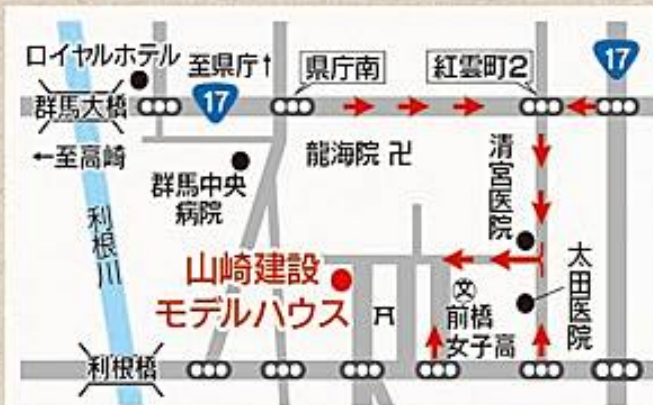 ロイヤルホテル
至県庁↑
県庁南
紅雲町2
17
群馬大橋
17
←至高崎
龍海院 卍
清宮医院
群馬中央
病院
利根川
山崎建設
モデルハウス
太田医院
文
前橋
女子高
利根橋